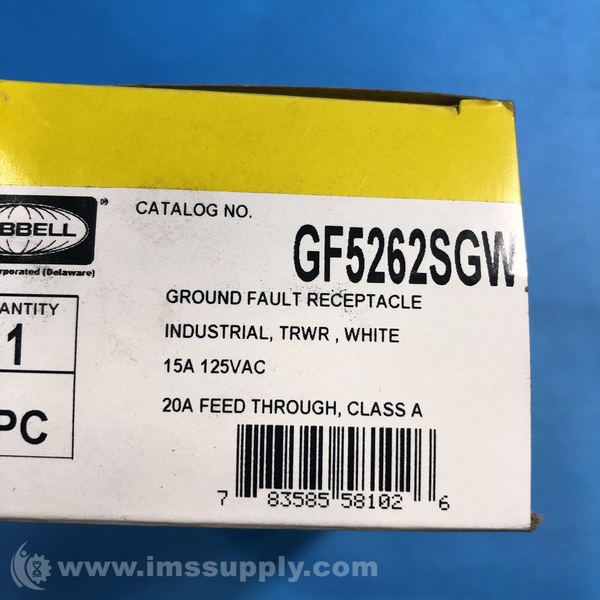 CATALOG NO.
GF5262SGW
BBELL
®
rporated (Delaware)
GROUND FAULT RECEPTACLE
INDUSTRIAL, TRWR , WHITE
15A 125VAC
20A FEED THROUGH, CLASS A
ANTITY
1
PC
7 83585 58102 6
© www.imssupply.com